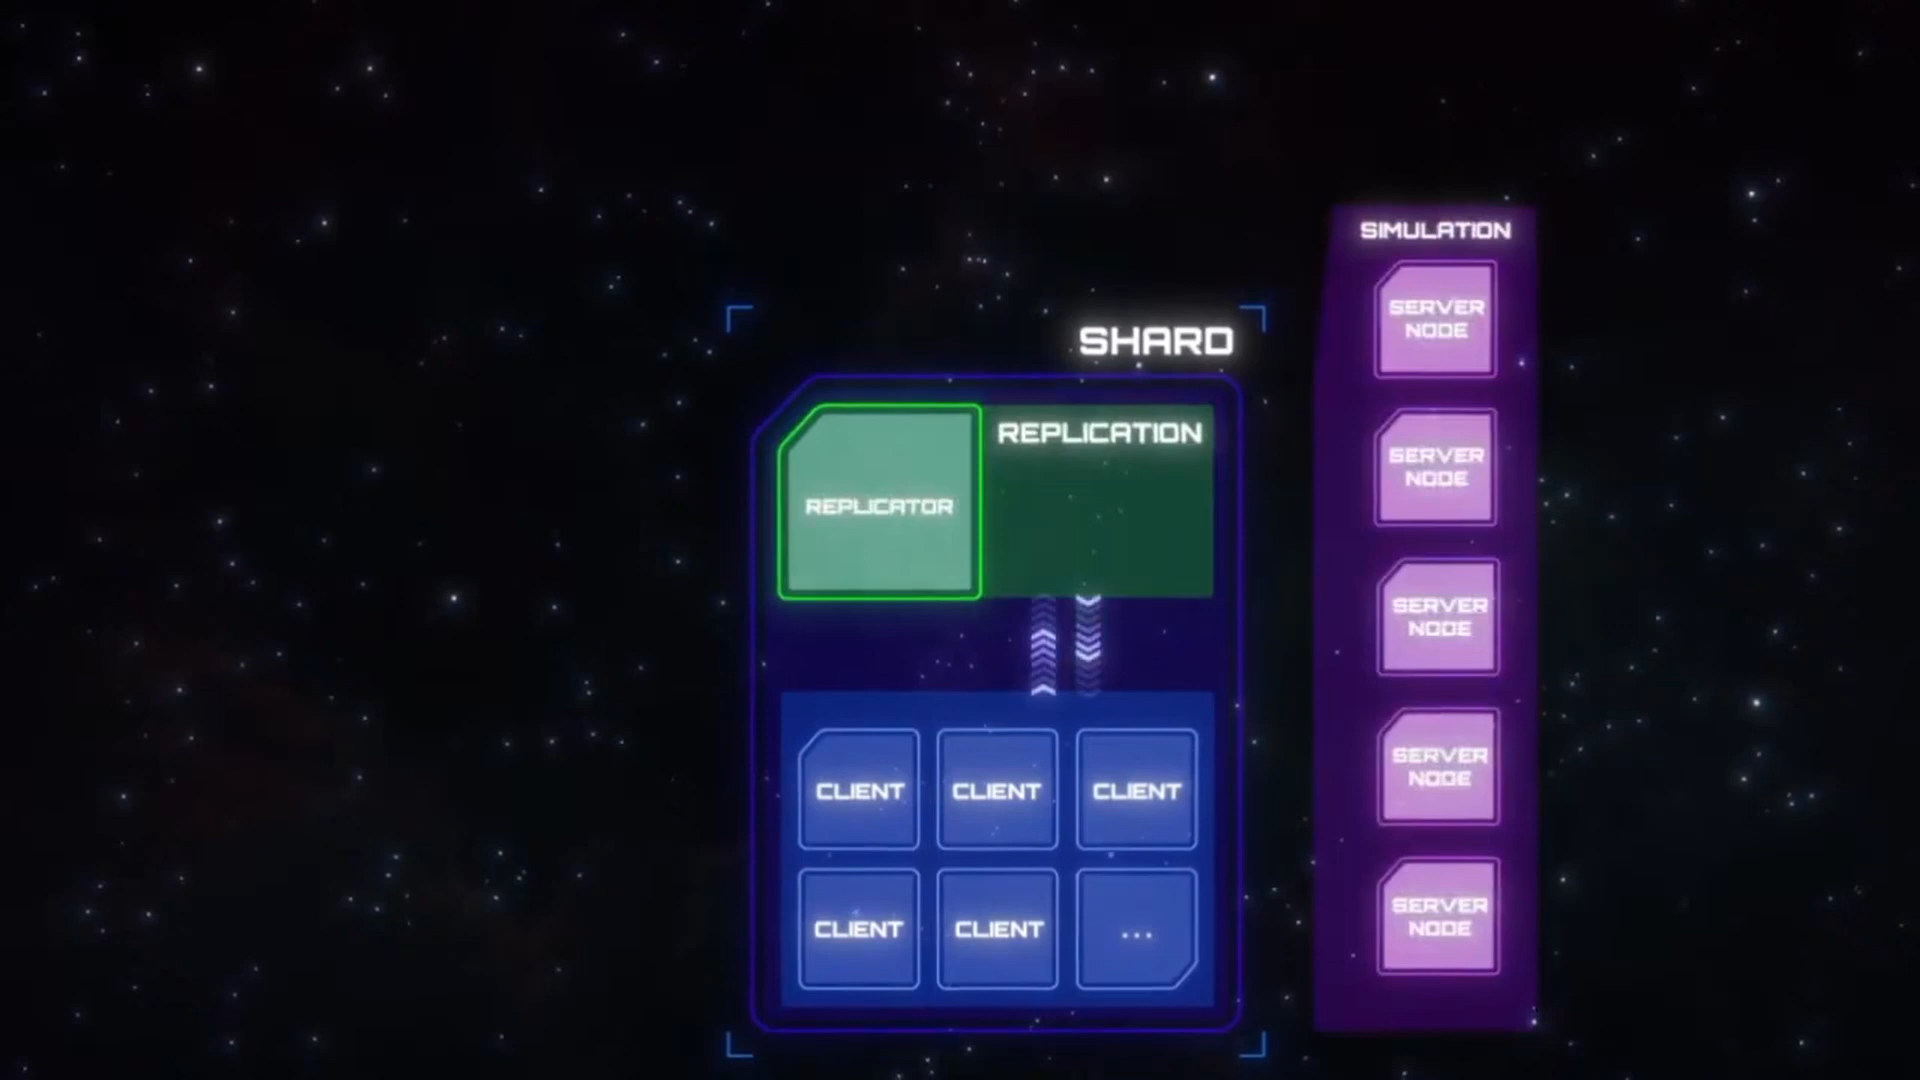 SIMULATION
SERVER
NODE
SERVER
NODE
SERVER
NODE
SERVER
NODE
SERVER
NODE
SHARD
REPLICATION
REPLICATOR
CLIENT CLIENT CLIENT
CLIENT CLIENT ...